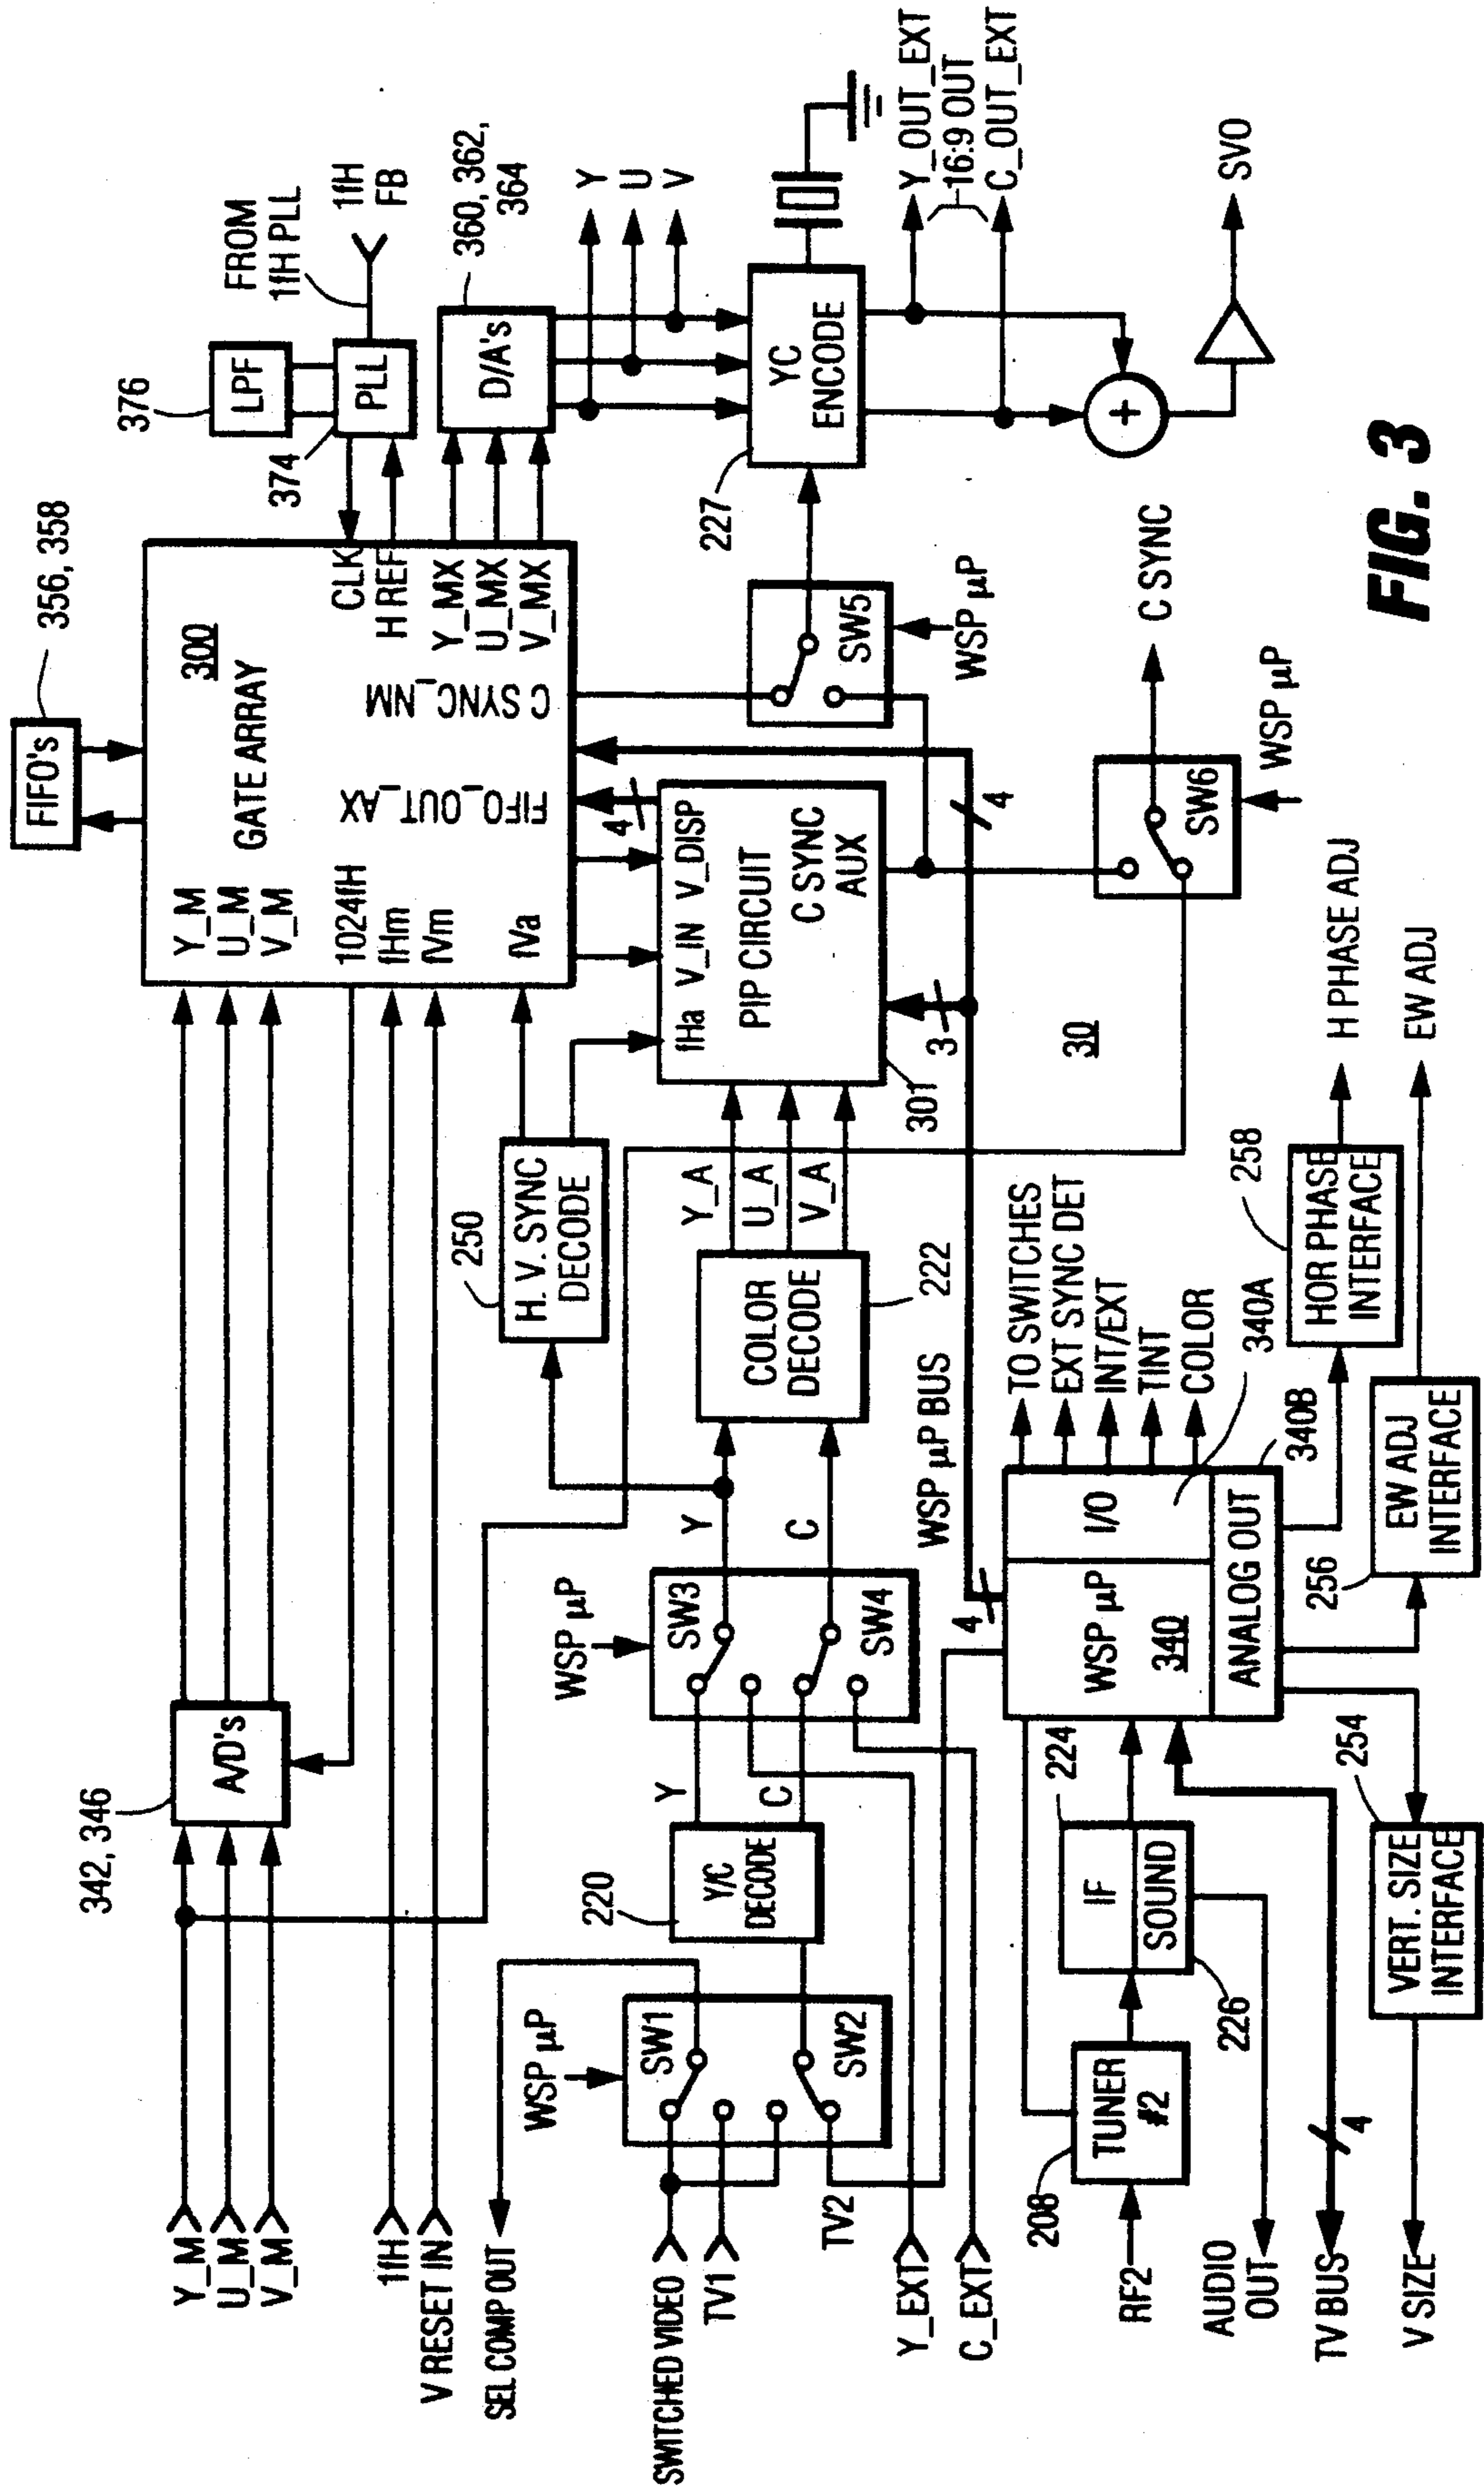 Y_M
U_M
V_M
1fH
V RESET IN
SEL COMP OUT
SWITCHED VIDEO
TV1
TV2
Y_EXT
C_EXT
RF2
AUDIO
OUT
TV BUS
V SIZE
342, 346
A/D's
WSP µP
SW1
SW2
220
Y/C
DECODE
Y
C
WSP µP
SW3
SW4
Y
C
208
TUNER
#2
224
IF
SOUND
226
4
254
VERT. SIZE
INTERFACE
WSP µP
340
I/O
ANALOG OUT
340A
340B
4
WSP µP BUS
TO SWITCHES
EXT SYNC DET
INT/EXT
TINT
COLOR
256
EW ADJ
INTERFACE
EW ADJ
258
HOR PHASE
INTERFACE
H PHASE ADJ
250
H. V. SYNC
DECODE
COLOR
DECODE
222
Y_A
U_A
V_A
FIFO's
356, 358
Y_M
U_M
V_M
1024fH
fHm
fVm
fVa
GATE ARRAY
300
FIFO_OUT_AX
C SYNC_NM
CLK
H REF
Y_MX
U_MX
V_MX
4
fHa
V_IN
V_DISP
PIP CIRCUIT
C SYNC
AUX
301
3
4
30
SW6
WSP µP
C SYNC
SW5
WSP µP
376
LPF
374
PLL
FROM
1fH PLL
1fH
FB
D/A's
360, 362,
364
Y
U
V
227
YC
ENCODE
Y_OUT_EXT
16:9 OUT
C_OUT_EXT
+
SVO
FIG. 3